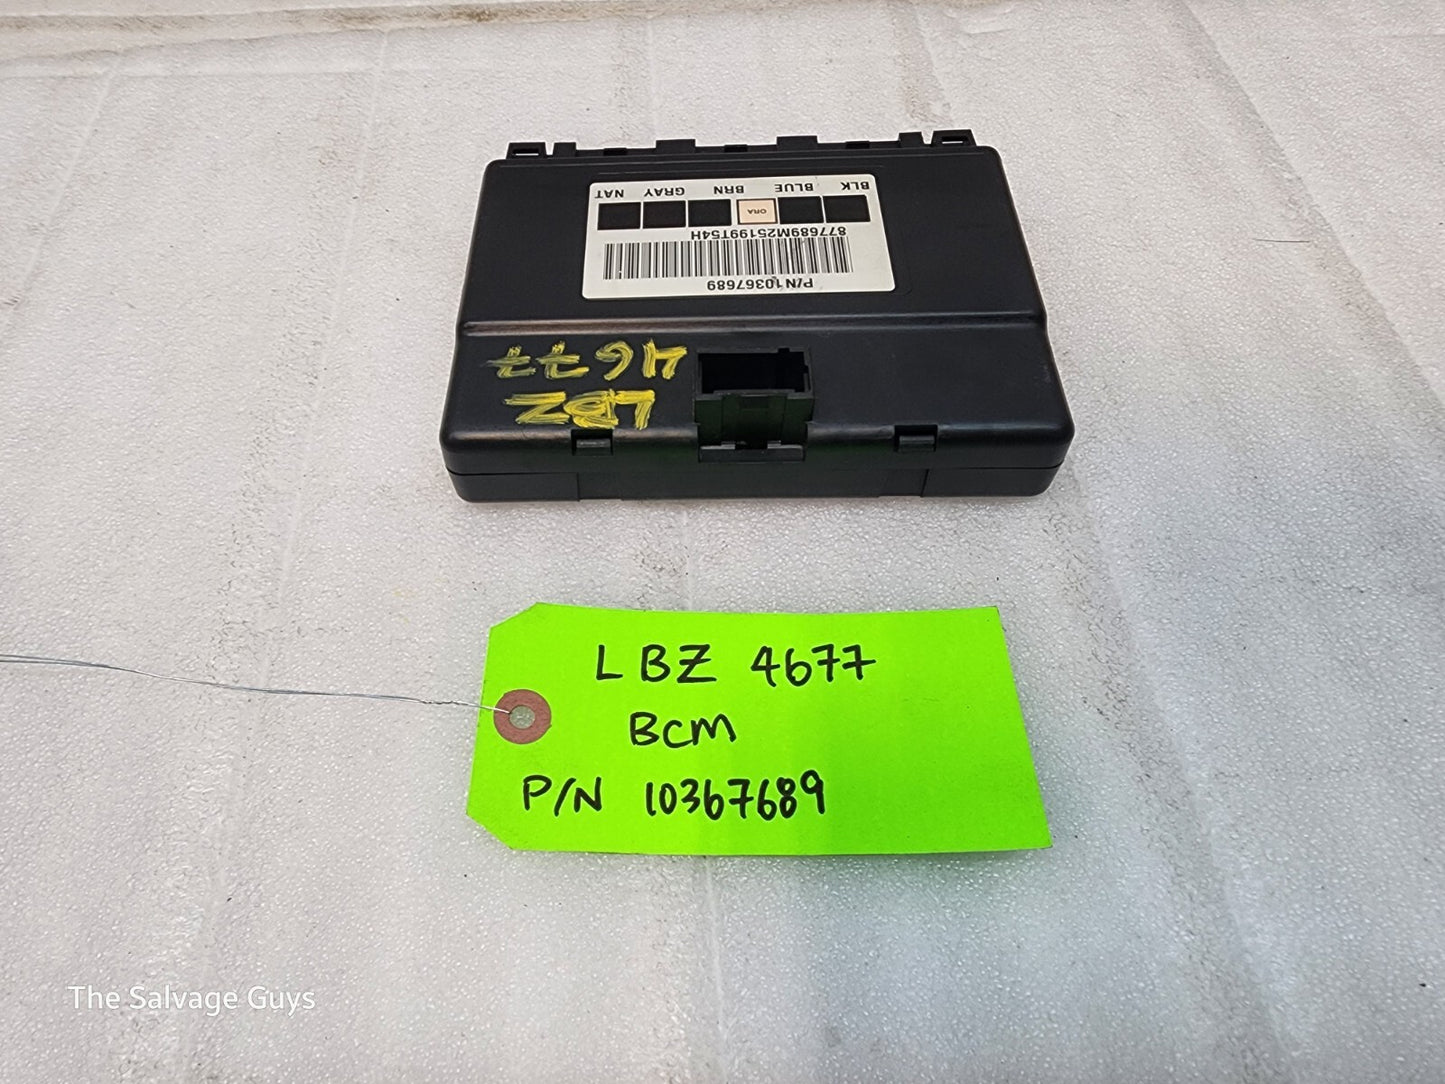 P/N 10367689
877689M25199T54H
BLK BLUE ORA BRN GRAY NAT
4677
LBZ
LBZ 4677
BCM
P/N 10367689
The Salvage Guys